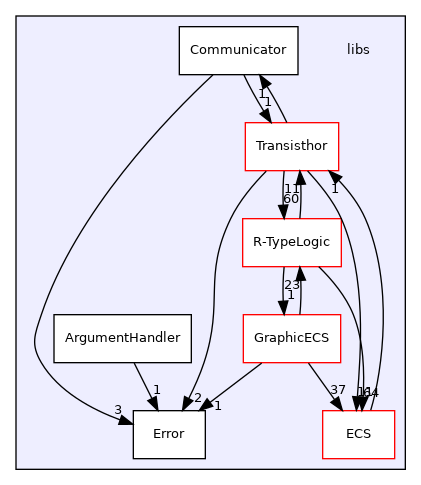 Communicator
libs
1
1
Transisthor
11
1
60
R-TypeLogic
23
1
ArgumentHandler
GraphicECS
1
37
2
1
3
Error
ECS